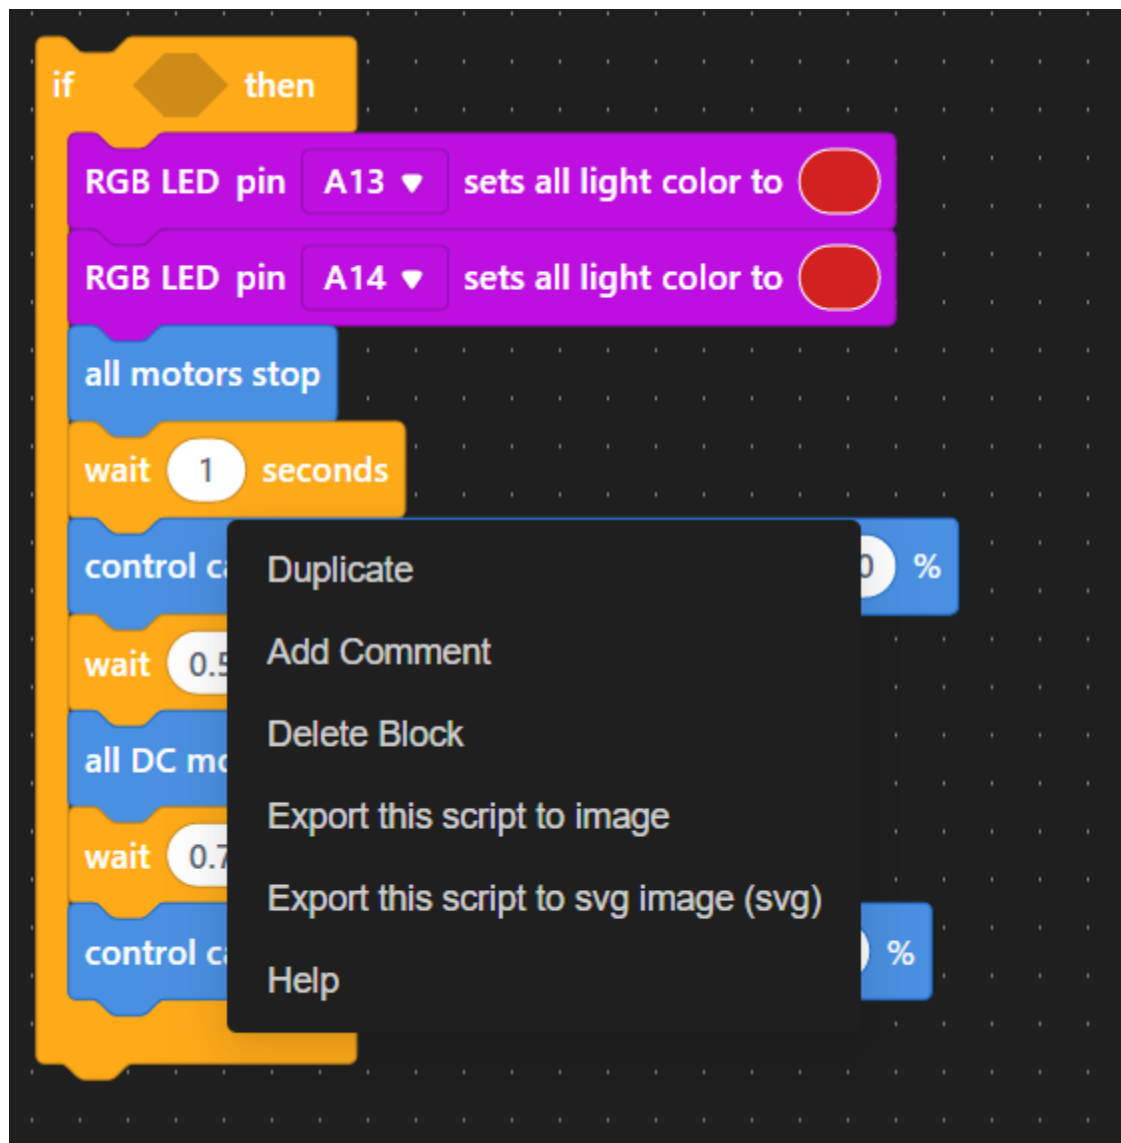 if then
RGB LED pin A13 sets all light color to
RGB LED pin A14 sets all light color to
all motors stop
wait 1 seconds
control %
wait
all DC
wait
control %
Duplicate
Add Comment
Delete Block
Export this script to image
Export this script to svg image (svg)
Help